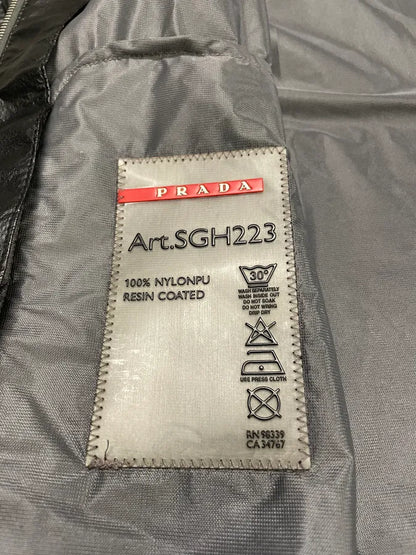 PRADA
Art.SGH223
100% NYLONPU
RESIN COATED
30°
WASH SEPARATELY
WASH INSIDE OUT
DO NOT SOAK
DO NOT WRING
DRIP DRY
USE PRESS CLOTH
RN 98339
CA 34767